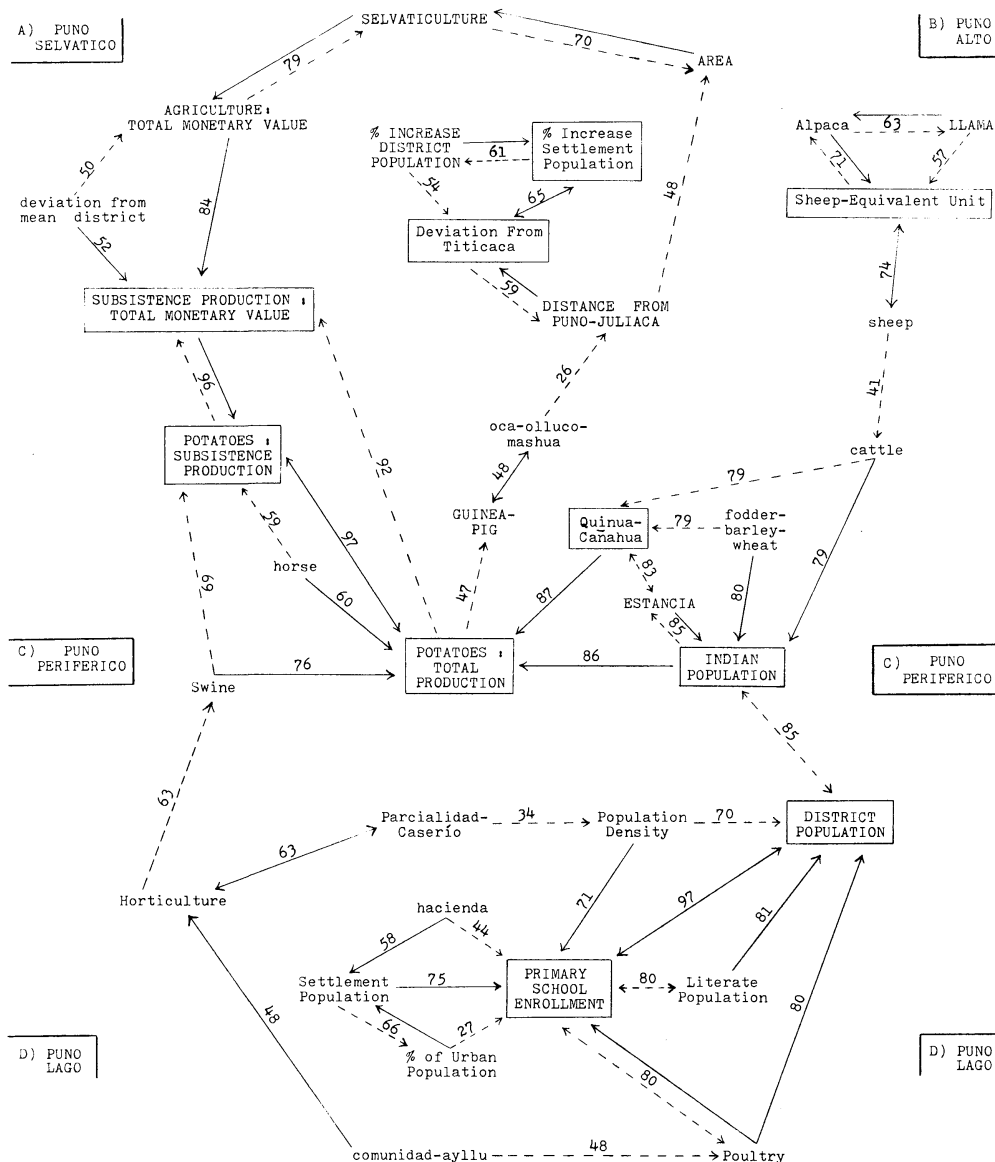 A) PUNO
SELVATICO
SELVATICULTURE
B) PUNO
ALTO
70
79
AREA
AGRICULTURE:
TOTAL MONETARY VALUE
% INCREASE
DISTRICT
POPULATION
61
% Increase
Settlement
Population
Alpaca
63
LLAMA
71
57
50
54
65
48
deviation from
mean district
84
Sheep-Equivalent Unit
52
Deviation From
Titicaca
59
74
SUBSISTENCE PRODUCTION :
TOTAL MONETARY VALUE
DISTANCE FROM
PUNO-JULIACA
sheep
96
26
41
oca-olluco-
mashua
POTATOES :
SUBSISTENCE
PRODUCTION
92
cattle
48
79
GUINEA-
PIG
Quinua-
Cañahua
79
fodder-
barley-
wheat
59
97
79
horse
83
69
60
47
87
ESTANCIA
80
85
C) PUNO
PERIFERICO
76
POTATOES :
TOTAL
PRODUCTION
86
INDIAN
POPULATION
C) PUNO
PERIFERICO
Swine
85
63
Parcialidad-
Caserío
34
Population
Density
70
DISTRICT
POPULATION
63
Horticulture
71
97
81
hacienda
58
44
Settlement
Population
75
PRIMARY
SCHOOL
ENROLLMENT
80
Literate
Population
80
48
66
27
% of Urban
Population
D) PUNO
LAGO
80
D) PUNO
LAGO
comunidad-ayllu
48
Poultry